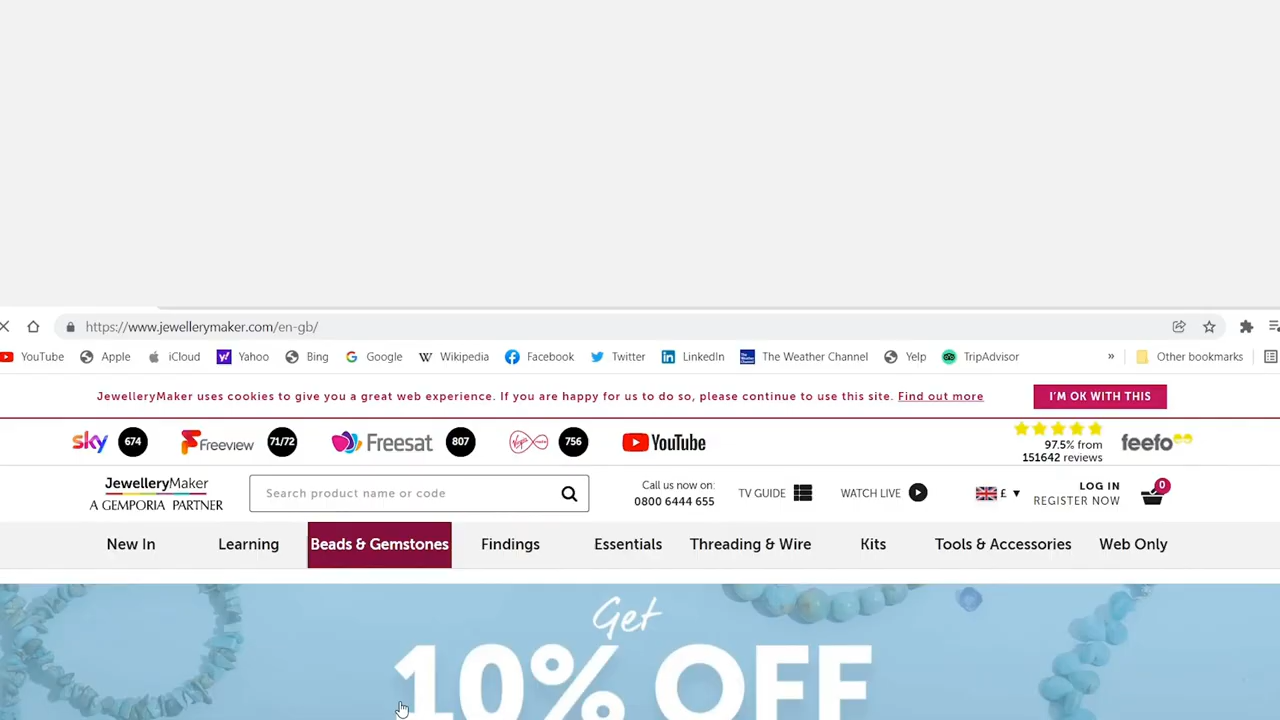 https://www.jewellerymaker.com/en-gb/
YouTube Apple iCloud Yahoo Bing Google Wikipedia Facebook Twitter LinkedIn The Weather Channel Yelp TripAdvisor » Other bookmarks
JewelleryMaker uses cookies to give you a great web experience. If you are happy for us to do so, please continue to use this site. Find out more I'M OK WITH THIS
sky 674 Freeview 71/72 Freesat 807 Virgin media 756 YouTube 97.5% from feefo
151642 reviews
JewelleryMaker
A GEMPORIA PARTNER
Search product name or code
Call us now on:
0800 6444 655
TV GUIDE
WATCH LIVE
£
LOG IN
REGISTER NOW
0
New In Learning Beads & Gemstones Findings Essentials Threading & Wire Kits Tools & Accessories Web Only
Get
10% OFF